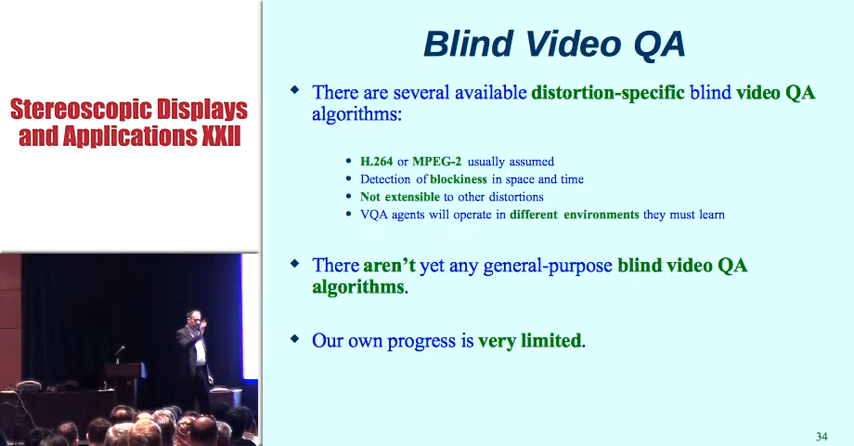 Stereoscopic Displays
and Applications XXII
Blind Video QA
There are several available distortion-specific blind video QA
algorithms:
H.264 or MPEG-2 usually assumed
Detection of blockiness in space and time
Not extensible to other distortions
VQA agents will operate in different environments they must learn
There aren't yet any general-purpose blind video QA
algorithms.
Our own progress is very limited.
34